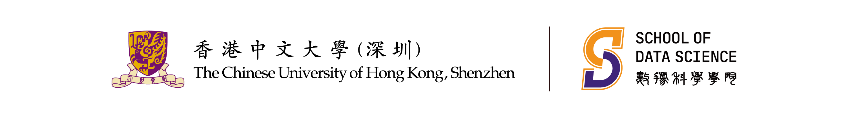 香港中文大學(深圳)
The Chinese University of Hong Kong, Shenzhen
SCHOOL OF
DATA SCIENCE
數據科學學院